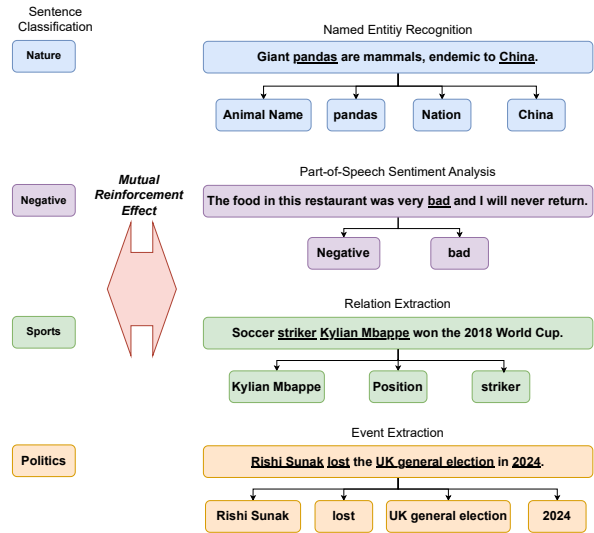 Sentence
Classification
Named Entitiy Recognition
Nature
Giant pandas are mammals, endemic to China.
Animal Name
pandas
Nation
China
Mutual
Reinforcement
Effect
Part-of-Speech Sentiment Analysis
Negative
The food in this restaurant was very bad and I will never return.
Negative
bad
Relation Extraction
Sports
Soccer striker Kylian Mbappe won the 2018 World Cup.
Kylian Mbappe
Position
striker
Event Extraction
Politics
Rishi Sunak lost the UK general election in 2024.
Rishi Sunak
lost
UK general election
2024